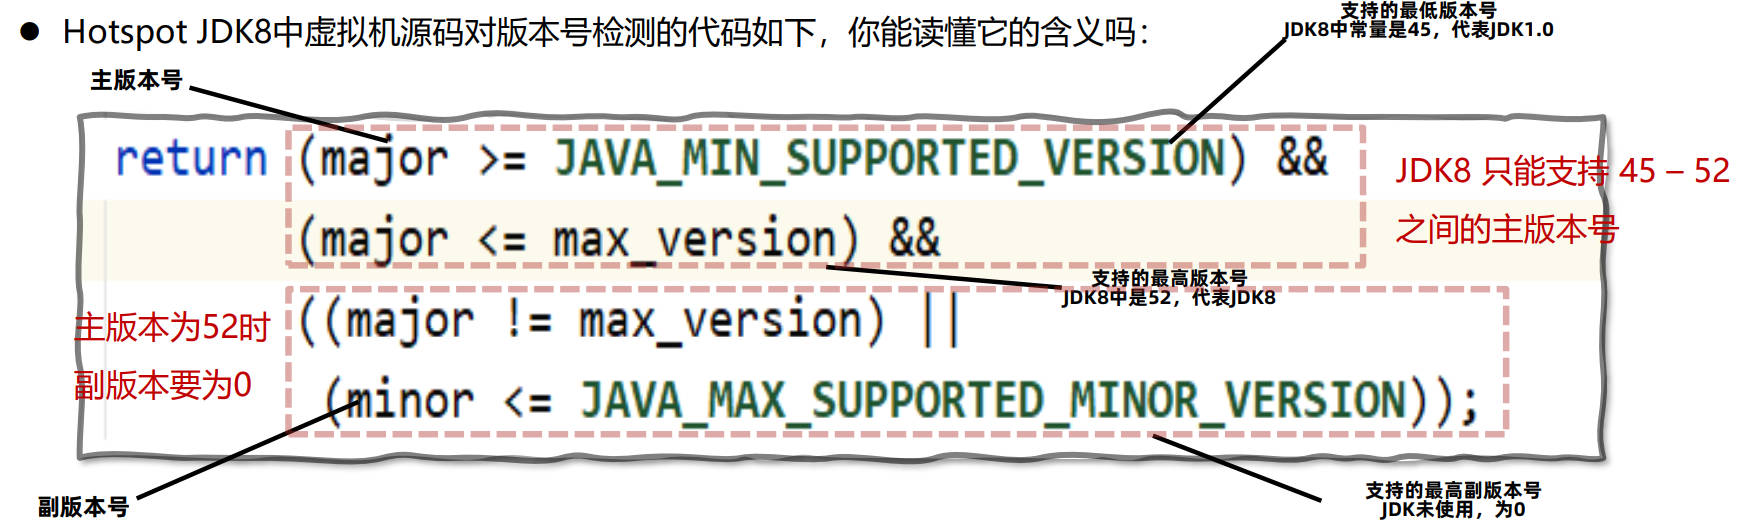 ● Hotspot JDK8中虚拟机源码对版本号检测的代码如下，你能读懂它的含义吗：
支持的最低版本号
JDK8中常量是45，代表JDK1.0
主版本号
return (major >= JAVA_MIN_SUPPORTED_VERSION) &&
(major <= max_version) &&
JDK8 只能支持 45 – 52
之间的主版本号
支持的最高版本号
JDK8中是52，代表JDK8
主版本为52时
副版本要为0
((major != max_version) ||
(minor <= JAVA_MAX_SUPPORTED_MINOR_VERSION));
副版本号
支持的最高副版本号
JDK未使用，为0